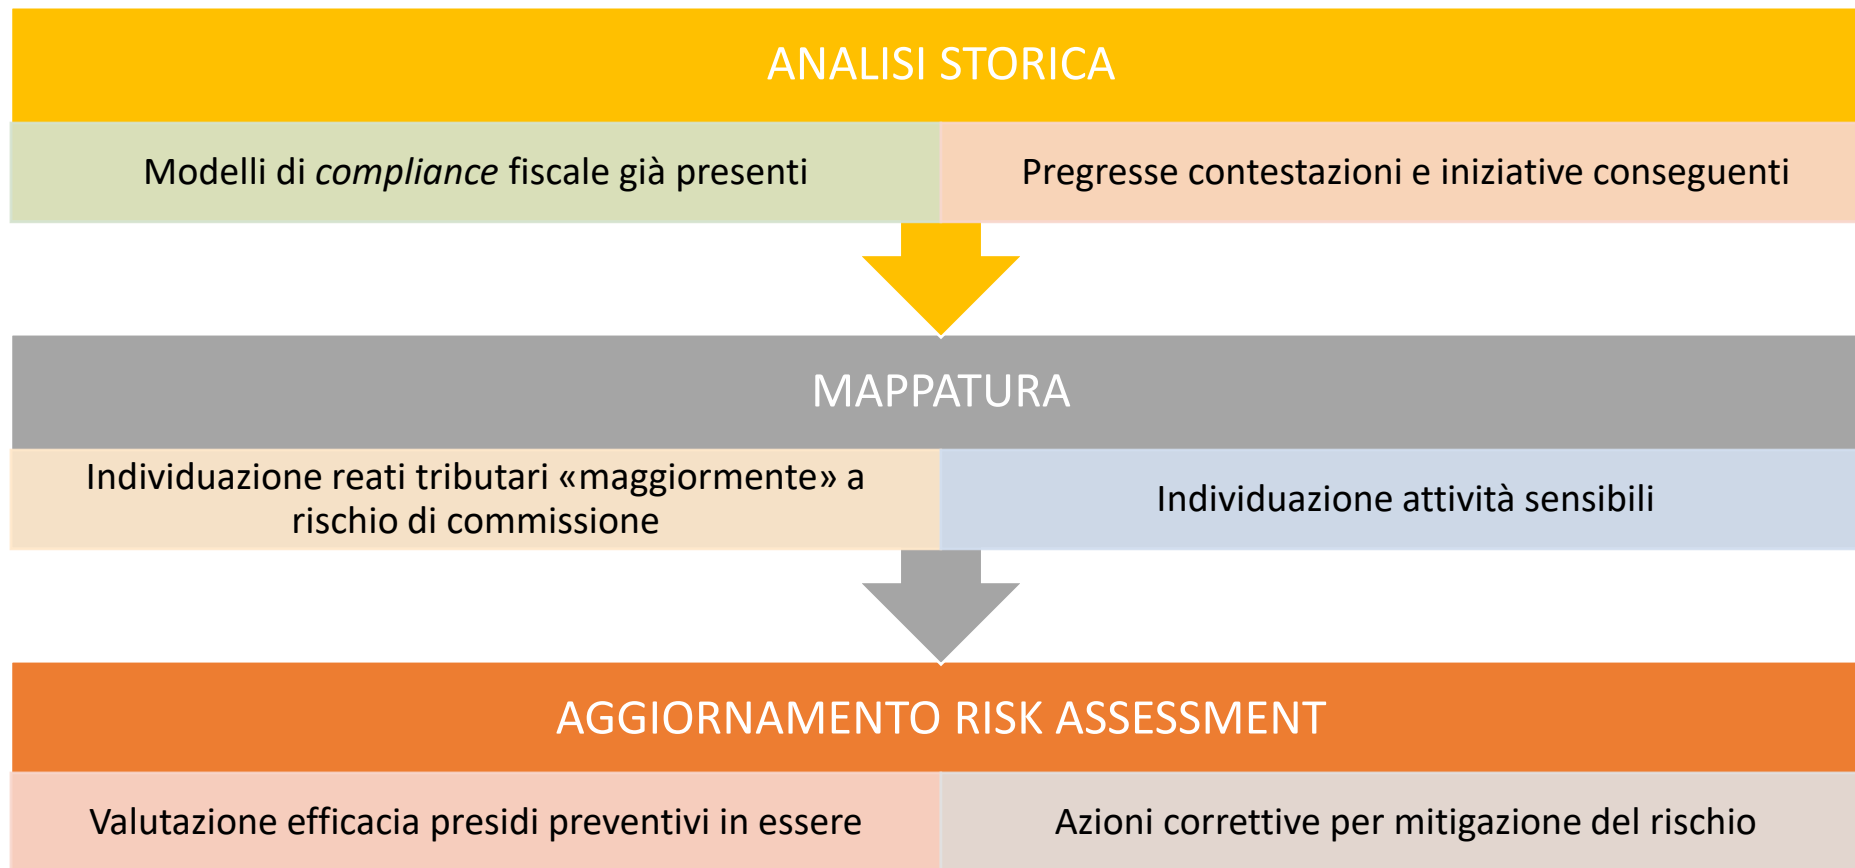 ANALISI STORICA
Modelli di compliance fiscale già presenti
Pregresse contestazioni e iniziative conseguenti
MAPPATURA
Individuazione reati tributari «maggiormente» a
rischio di commissione
Individuazione attività sensibili
AGGIORNAMENTO RISK ASSESSMENT
Valutazione efficacia presidi preventivi in essere
Azioni correttive per mitigazione del rischio